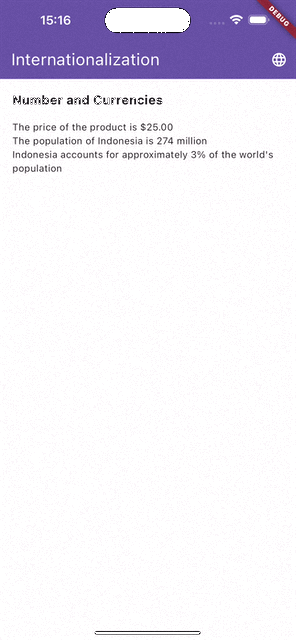 15:16
DEBUG
Internationalization
Number and Currencies
The price of the product is $25.00
The population of Indonesia is 274 million
Indonesia accounts for approximately 3% of the world's
population